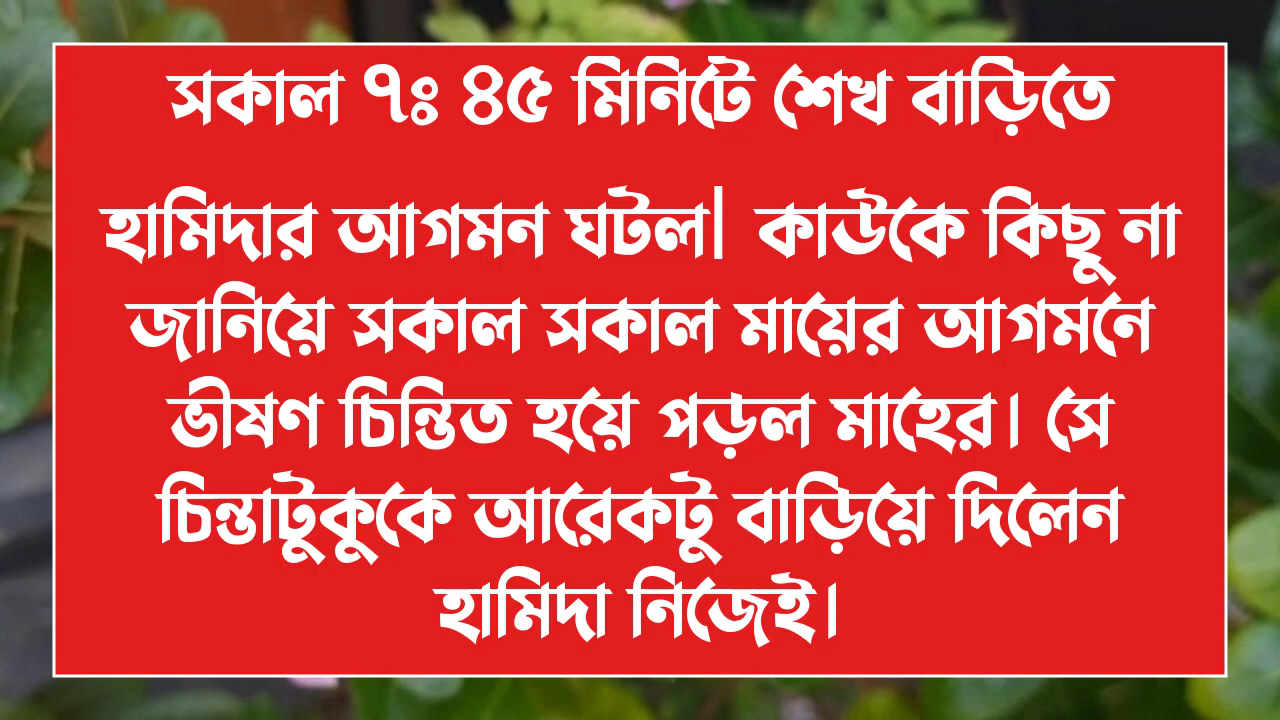 সকাল ৭ঃ ৪৫ মিনিটে শেখ বাড়িতে
হামিদার আগমন ঘটল| কাউকে কিছু না
জানিয়ে সকাল সকাল মায়ের আগমনে
ভীষণ চিন্তিত হয়ে পড়ল মাহের। সে
চিন্তাটুকুকে আরেকটু বাড়িয়ে দিলেন
হামিদা নিজেই।